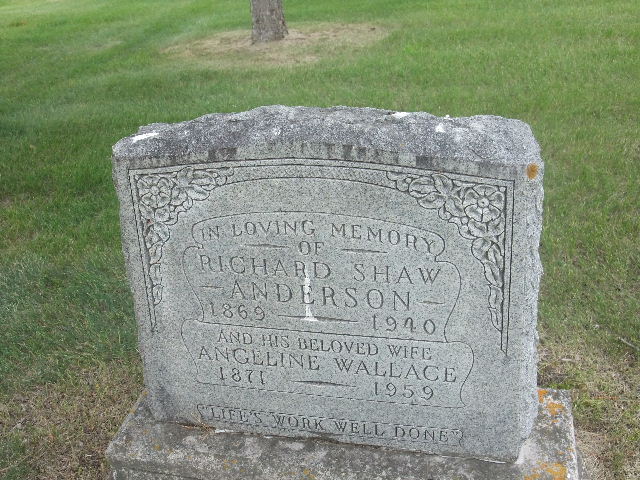 IN LOVING MEMORY
OF
RICHARD SHAW
ANDERSON
1869 1940
AND HIS BELOVED WIFE
ANGELINE WALLACE
1871 1959
"LIFE'S WORK WELL DONE"